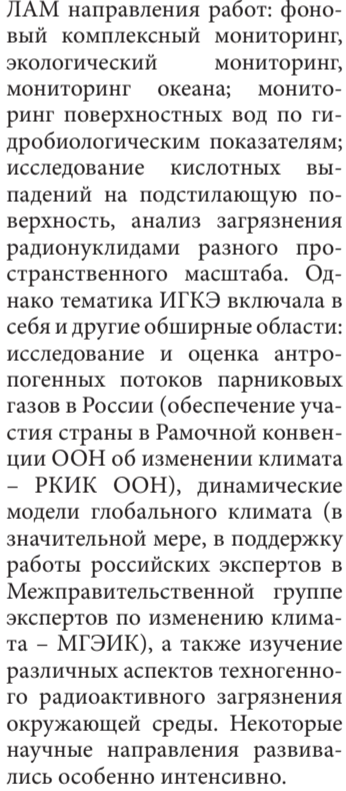 ЛАМ направления работ: фоно-
вый комплексный мониторинг,
экологический мониторинг,
мониторинг океана; монито-
ринг поверхностных вод по ги-
дробиологическим показателям;
исследование кислотных вы-
падений на подстилающую по-
верхность, анализ загрязнения
радионуклидами разного про-
странственного масштаба. Од-
нако тематика ИГКЭ включала в
себя и другие обширные области:
исследование и оценка антро-
погенных потоков парниковых
газов в России (обеспечение уча-
стия страны в Рамочной конвен-
ции ООН об изменении климата
– РКИК ООН), динамические
модели глобального климата (в
значительной мере, в поддержку
работы российских экспертов в
Межправительственной группе
экспертов по изменению клима-
та – МГЭИК), а также изучение
различных аспектов техногенно-
го радиоактивного загрязнения
окружающей среды. Некоторые
научные направления развива-
лись особенно интенсивно.